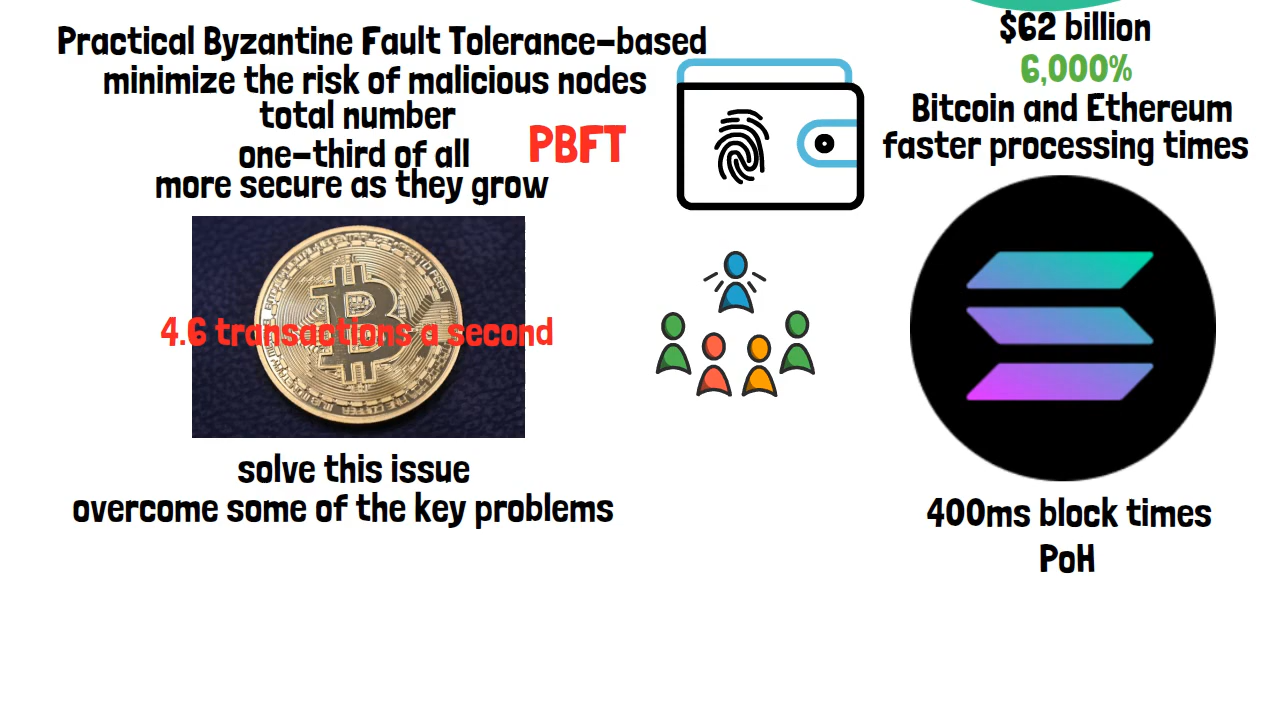 Practical Byzantine Fault Tolerance-based
minimize the risk of malicious nodes
total number
one-third of all
more secure as they grow
PBFT
4.6 transactions a second
solve this issue
overcome some of the key problems
$62 billion
6,000%
Bitcoin and Ethereum
faster processing times
400ms block times
PoH